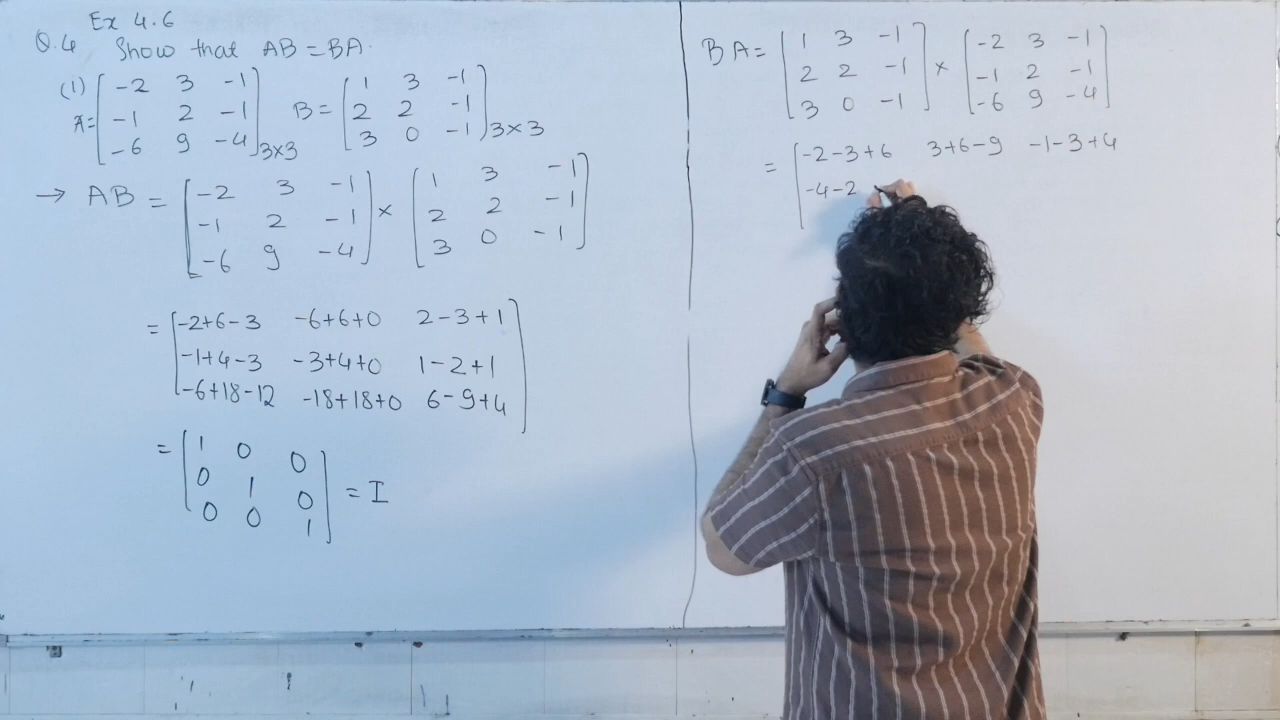 Ex 4.6
Q.4 Show that AB = BA.
(1)
A = [ -2 3 -1 ] B = [ 1 3 -1 ]
-1 2 -1 2 2 -1
-6 9 -4 ]3×3 3 0 -1 ]3×3
→ AB = [ -2 3 -1 ] × [ 1 3 -1 ]
-1 2 -1 2 2 -1
-6 9 -4 3 0 -1
= [ -2+6-3 -6+6+0 2-3+1 ]
-1+4-3 -3+4+0 1-2+1
-6+18-12 -18+18+0 6-9+4
= [ 1 0 0 ]
0 1 0 = I
0 0 1
BA = [ 1 3 -1 ] × [ -2 3 -1 ]
2 2 -1 -1 2 -1
3 0 -1 -6 9 -4
= [ -2-3+6 3+6-9 -1-3+4
-4-2